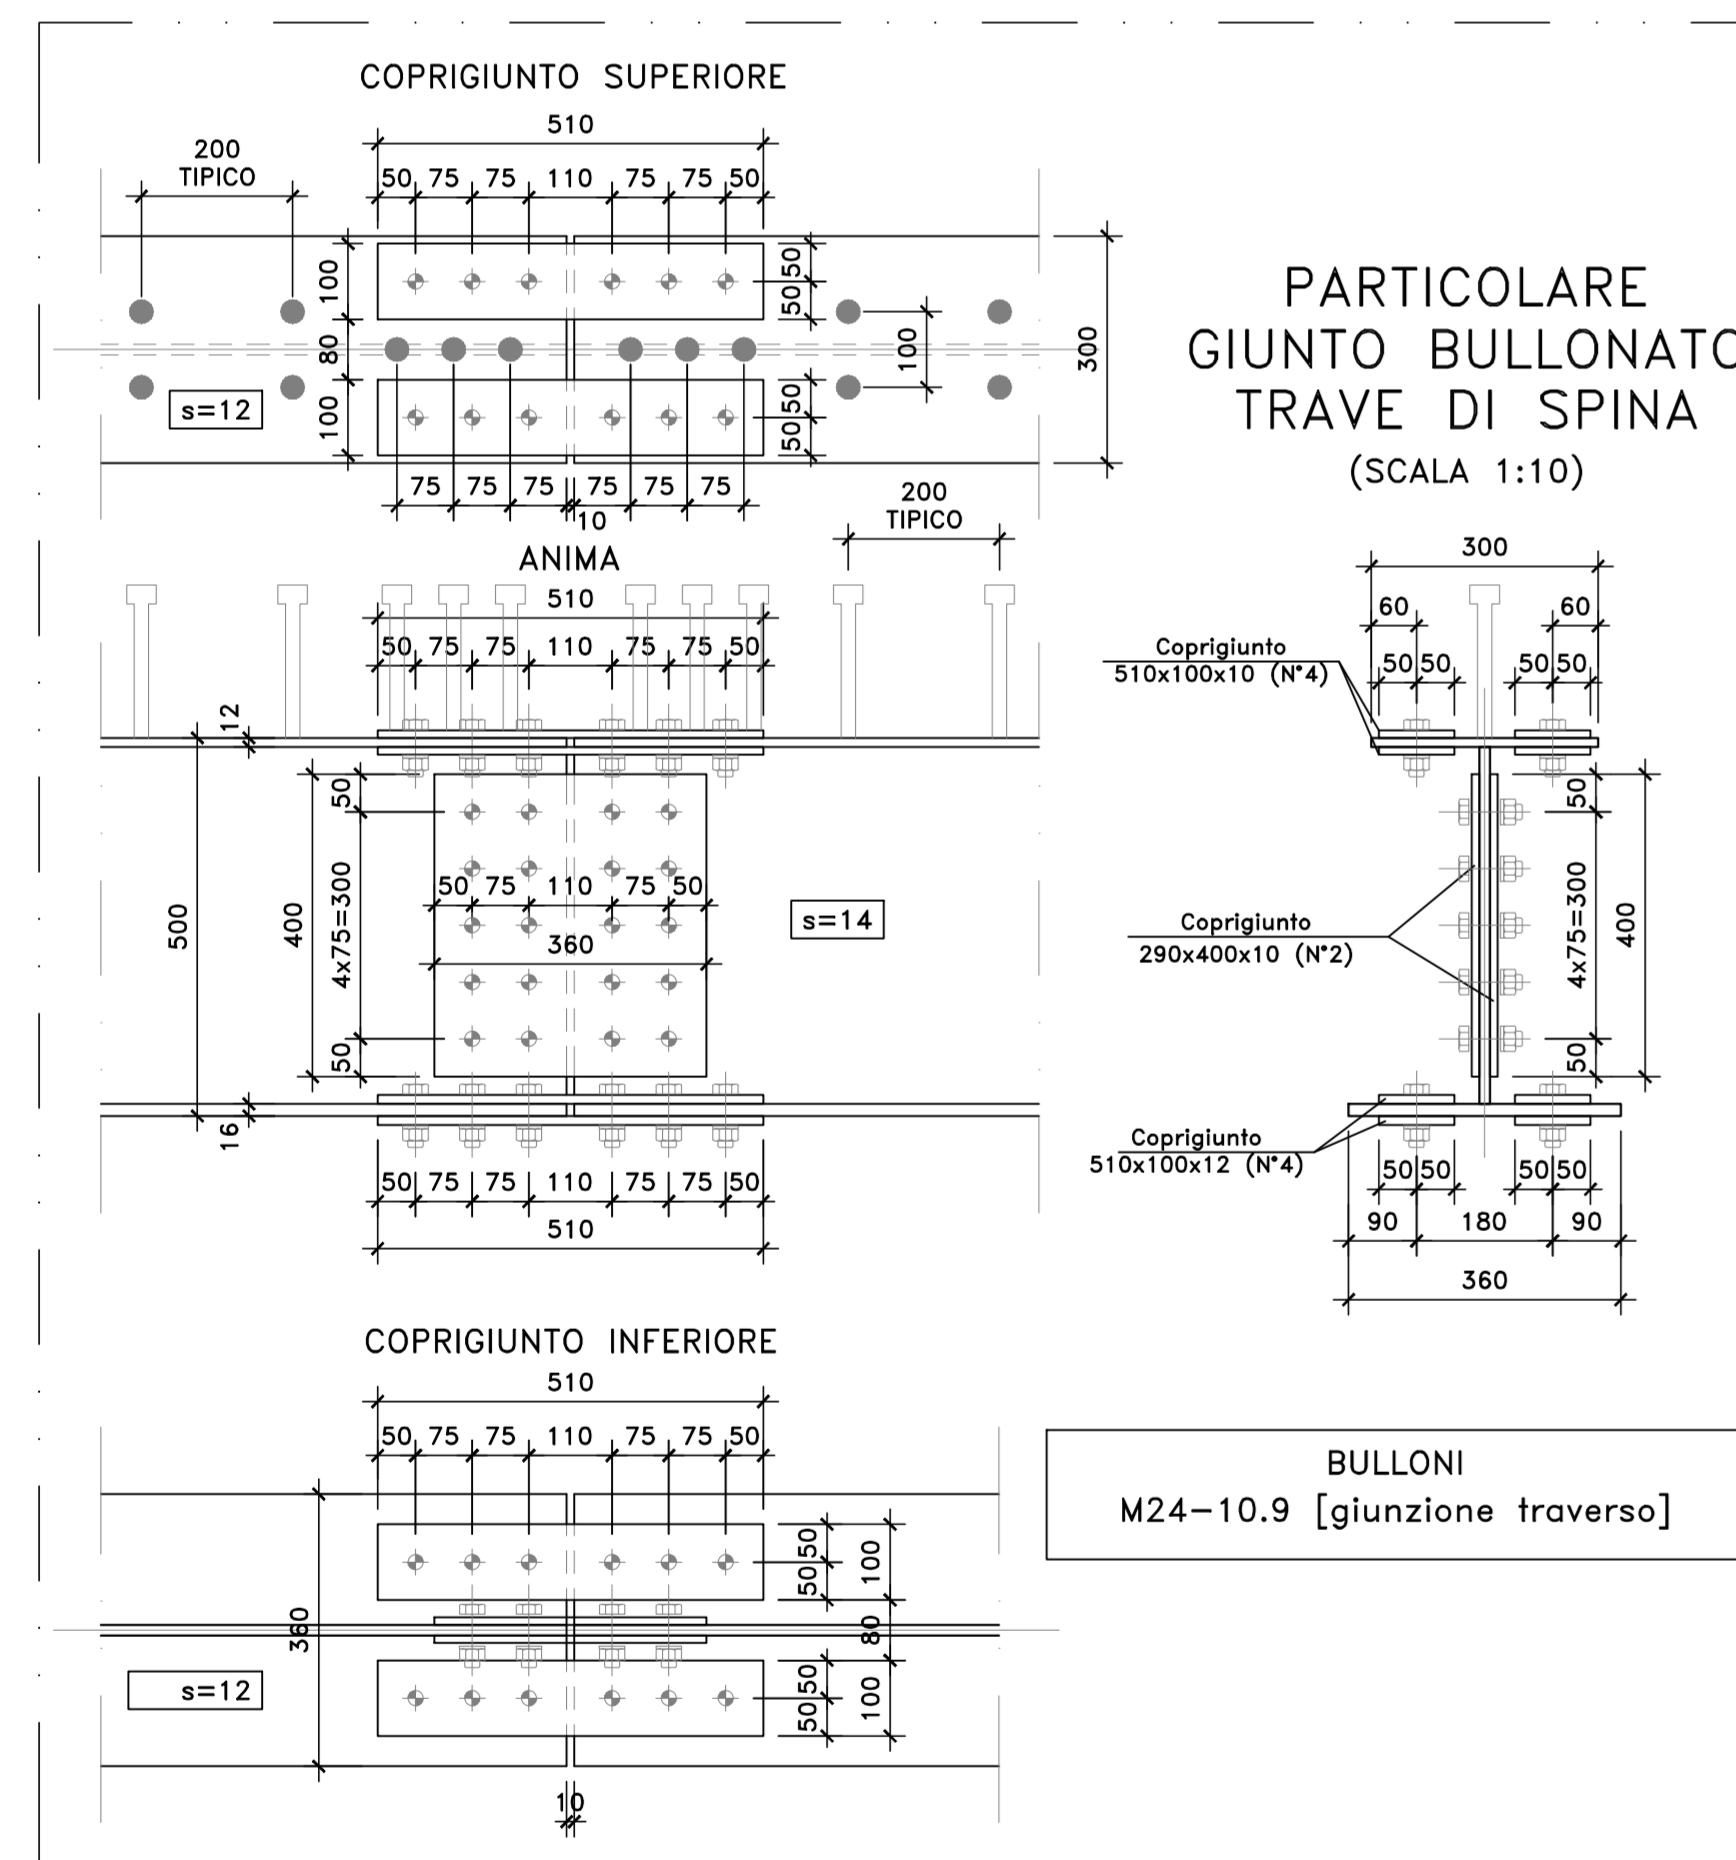 COPRIGIUNTO SUPERIORE
510
200
TIPICO
50 75 75 110 75 75 50
100
80
100
50 50
50 50
100
300
s=12
75 75 75 75 75 75
10
200
TIPICO
PARTICOLARE
GIUNTO BULLONATO
TRAVE DI SPINA
(SCALA 1:10)
ANIMA
510
50 75 75 110 75 75 50
12
500
400
50
4x75=300
50
50 75 110 75 50
360
s=14
16
50 75 75 110 75 75 50
510
300
60 60
50 50 50 50
Coprigiunto
510x100x10 (N°4)
Coprigiunto
290x400x10 (N°2)
50
4x75=300
50
400
Coprigiunto
510x100x12 (N°4)
50 50 50 50
90 180 90
360
COPRIGIUNTO INFERIORE
510
50 75 75 110 75 75 50
360
50 50
100
80
50 50
100
s=12
10
BULLONI
M24-10.9 [giunzione traverso]